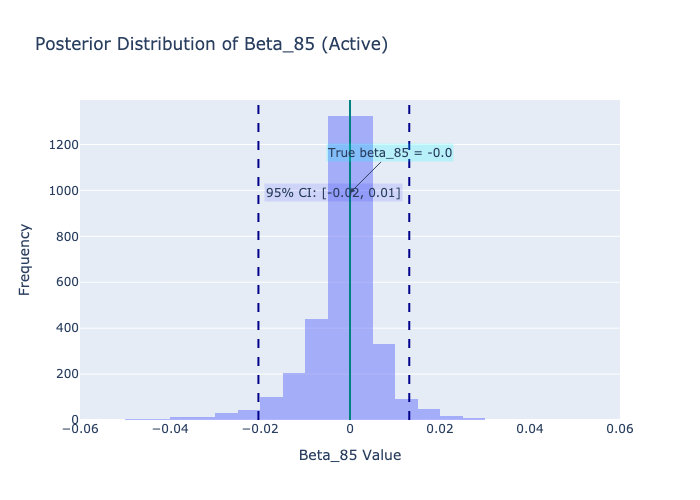 Posterior Distribution of Beta_85 (Active)
1200
1000
800
600
400
200
0
Frequency
True beta_85 = -0.0
95% CI: [-0.02, 0.01]
−0.06
−0.04
−0.02
0
0.02
0.04
0.06
Beta_85 Value